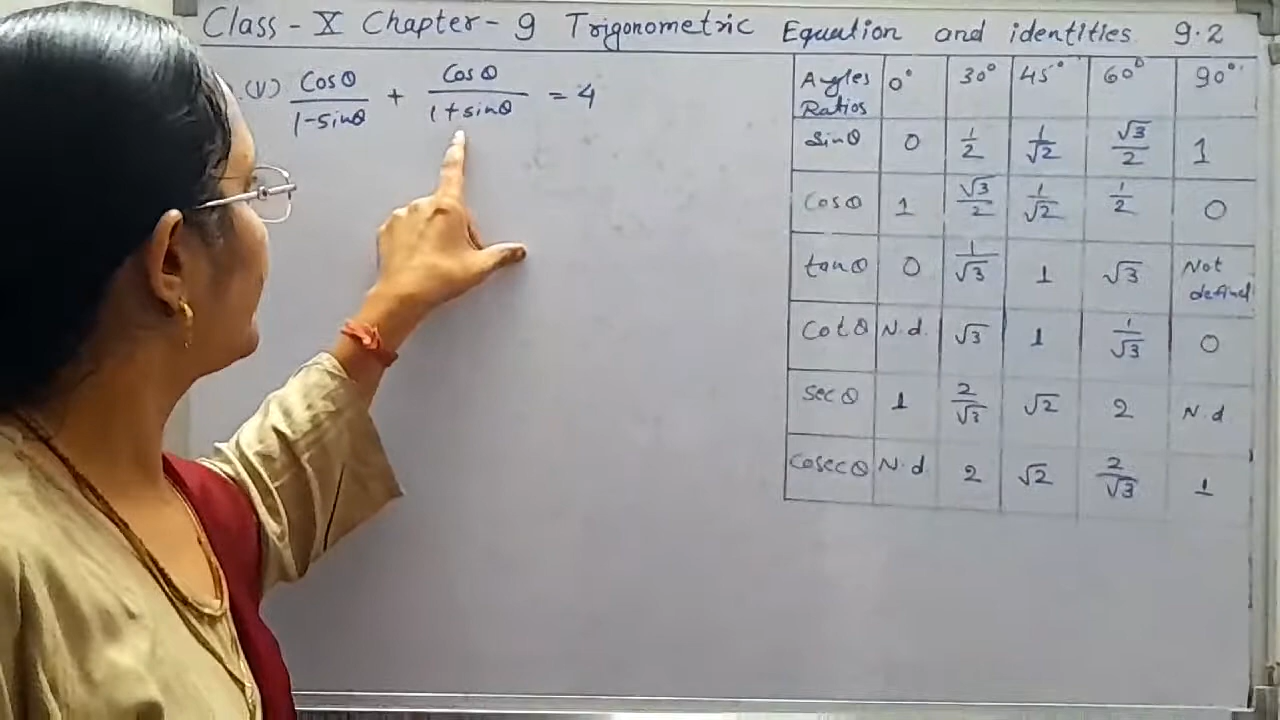 Class - X Chapter - 9 Trigonometric Equation and identities 9.2
(V) Cosθ/1-sinθ + Cosθ/1+sinθ = 4
Angles Ratios 0° 30° 45° 60° 90°
Sinθ 0 1/2 1/√2 √3/2 1
Cosθ 1 √3/2 1/√2 1/2 0
tanθ 0 1/√3 1 √3 Not defined
Cotθ N.d. √3 1 1/√3 0
Secθ 1 2/√3 √2 2 N.d
Cosecθ N.d 2 √2 2/√3 1